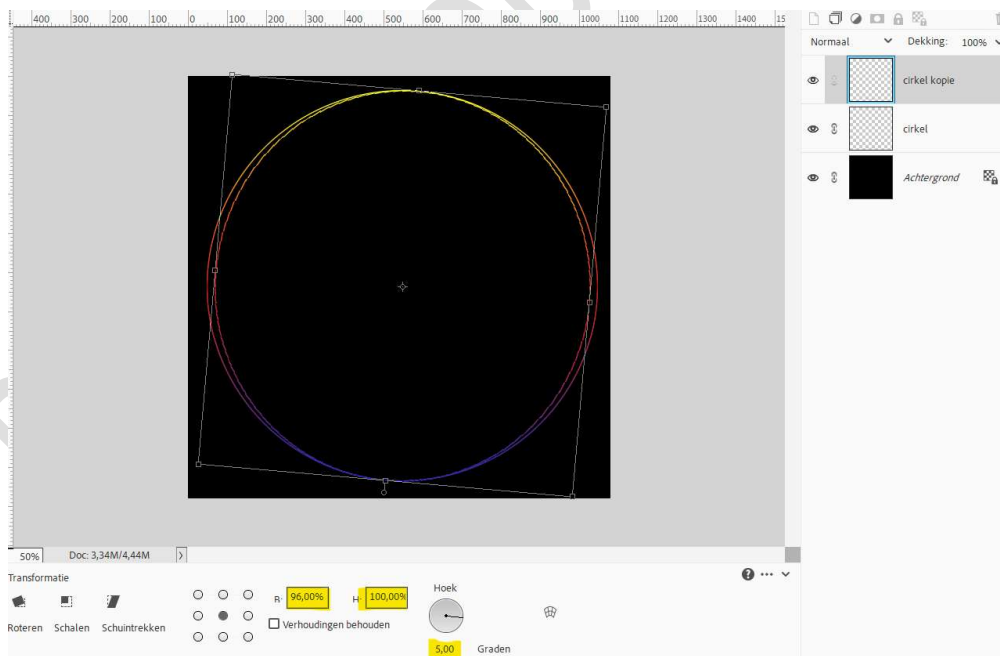 400 300 200 100 0 100 200 300 400 500 600 700 800 900 1000 1100 1200 1300 1400 15
Normaal Dekking: 100%
cirkel kopie
cirkel
Achtergrond
50% Doc: 3,34M/4,44M
Transformatie
Roteren Schalen Schuintrekken
R: 96,00% H: 100,00%
Verhoudingen behouden
Hoek
5,00 Graden